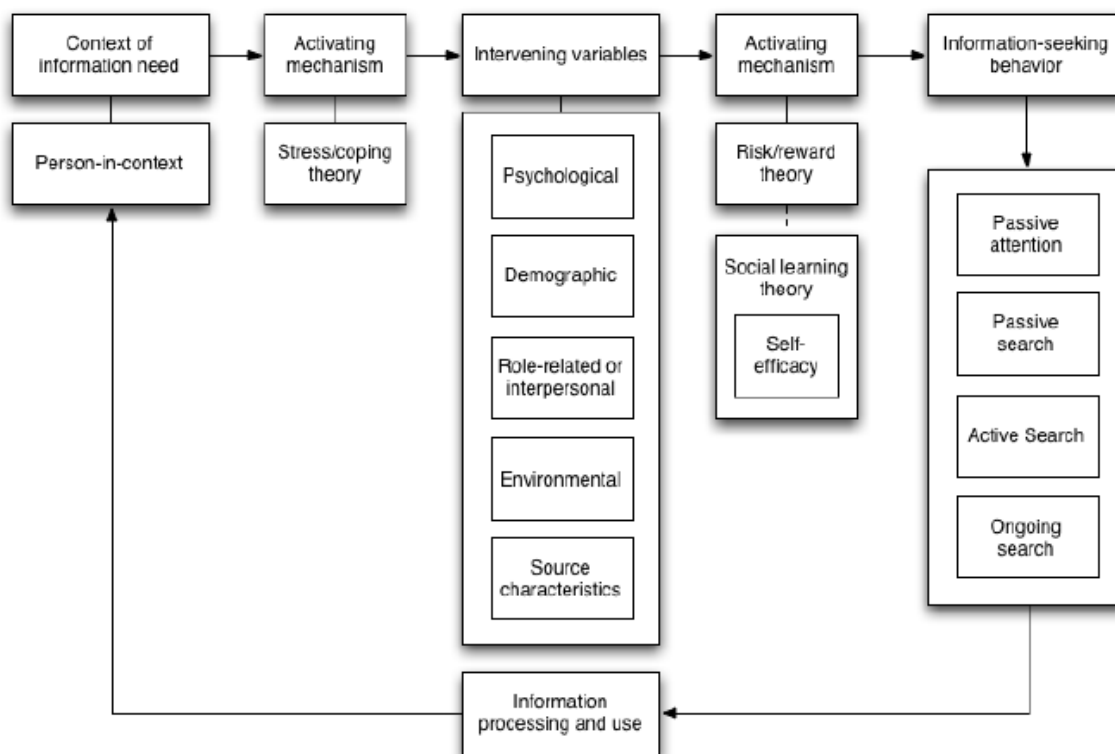 Context of
information need
Activating
mechanism
Intervening variables
Activating
mechanism
Information-seeking
behavior
Person-in-context
Stress/coping
theory
Psychological
Demographic
Role-related or
interpersonal
Environmental
Source
characteristics
Risk/reward
theory
Social learning
theory
Self-
efficacy
Passive
attention
Passive
search
Active Search
Ongoing
search
Information
processing and use